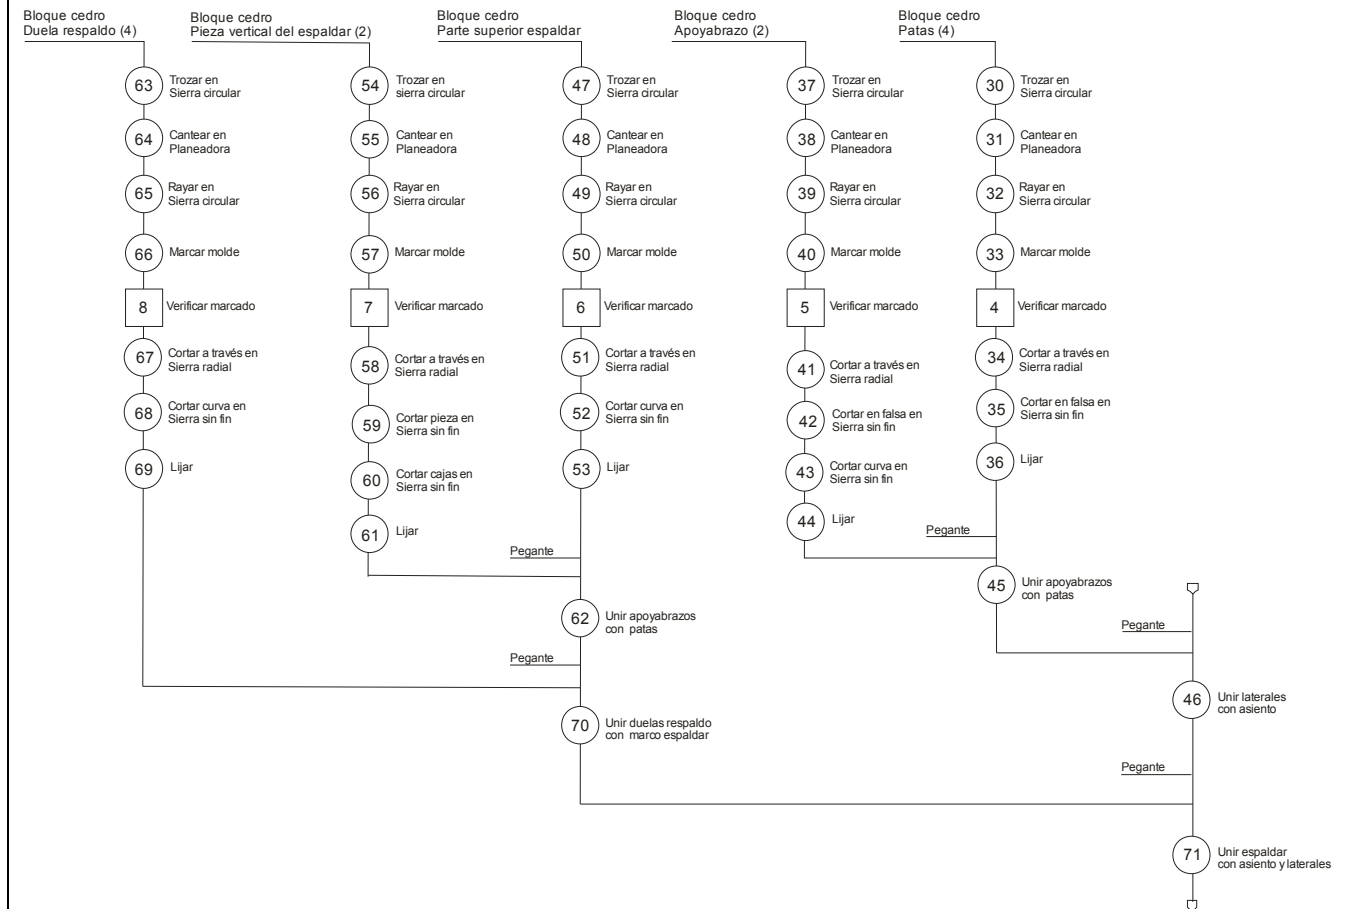 Bloque cedro
Duela respaldo (4)
63
Trozar en
Sierra circular
64
Cantear en
Planeadora
65
Rayar en
Sierra circular
66
Marcar molde
8
Verificar marcado
67
Cortar a través en
Sierra radial
68
Cortar curva en
Sierra sin fin
69
Lijar
Bloque cedro
Pieza vertical del espaldar (2)
54
Trozar en
sierra circular
55
Cantear en
Planeadora
56
Rayar en
Sierra circular
57
Marcar molde
7
Verificar marcado
58
Cortar a través en
Sierra radial
59
Cortar pieza en
Sierra sin fin
60
Cortar cajas en
Sierra sin fin
61
Lijar
Bloque cedro
Parte superior espaldar
47
Trozar en
Sierra circular
48
Cantear en
Planeadora
49
Rayar en
Sierra circular
50
Marcar molde
6
Verificar marcado
51
Cortar a través en
Sierra radial
52
Cortar curva en
Sierra sin fin
53
Lijar
Pegante
62
Unir apoyabrazos
con patas
Pegante
70
Unir duelas respaldo
con marco espaldar
Bloque cedro
Apoyabrazo (2)
37
Trozar en
Sierra circular
38
Cantear en
Planeadora
39
Rayar en
Sierra circular
40
Marcar molde
5
Verificar marcado
41
Cortar a través en
Sierra radial
42
Cortar en falsa en
Sierra sin fin
43
Cortar curva en
Sierra sin fin
44
Lijar
Bloque cedro
Patas (4)
30
Trozar en
Sierra circular
31
Cantear en
Planeadora
32
Rayar en
Sierra circular
33
Marcar molde
4
Verificar marcado
34
Cortar a través en
Sierra radial
35
Cortar en falsa en
Sierra sin fin
36
Lijar
Pegante
45
Unir apoyabrazos
con patas
Pegante
46
Unir laterales
con asiento
Pegante
71
Unir espaldar
con asiento y laterales